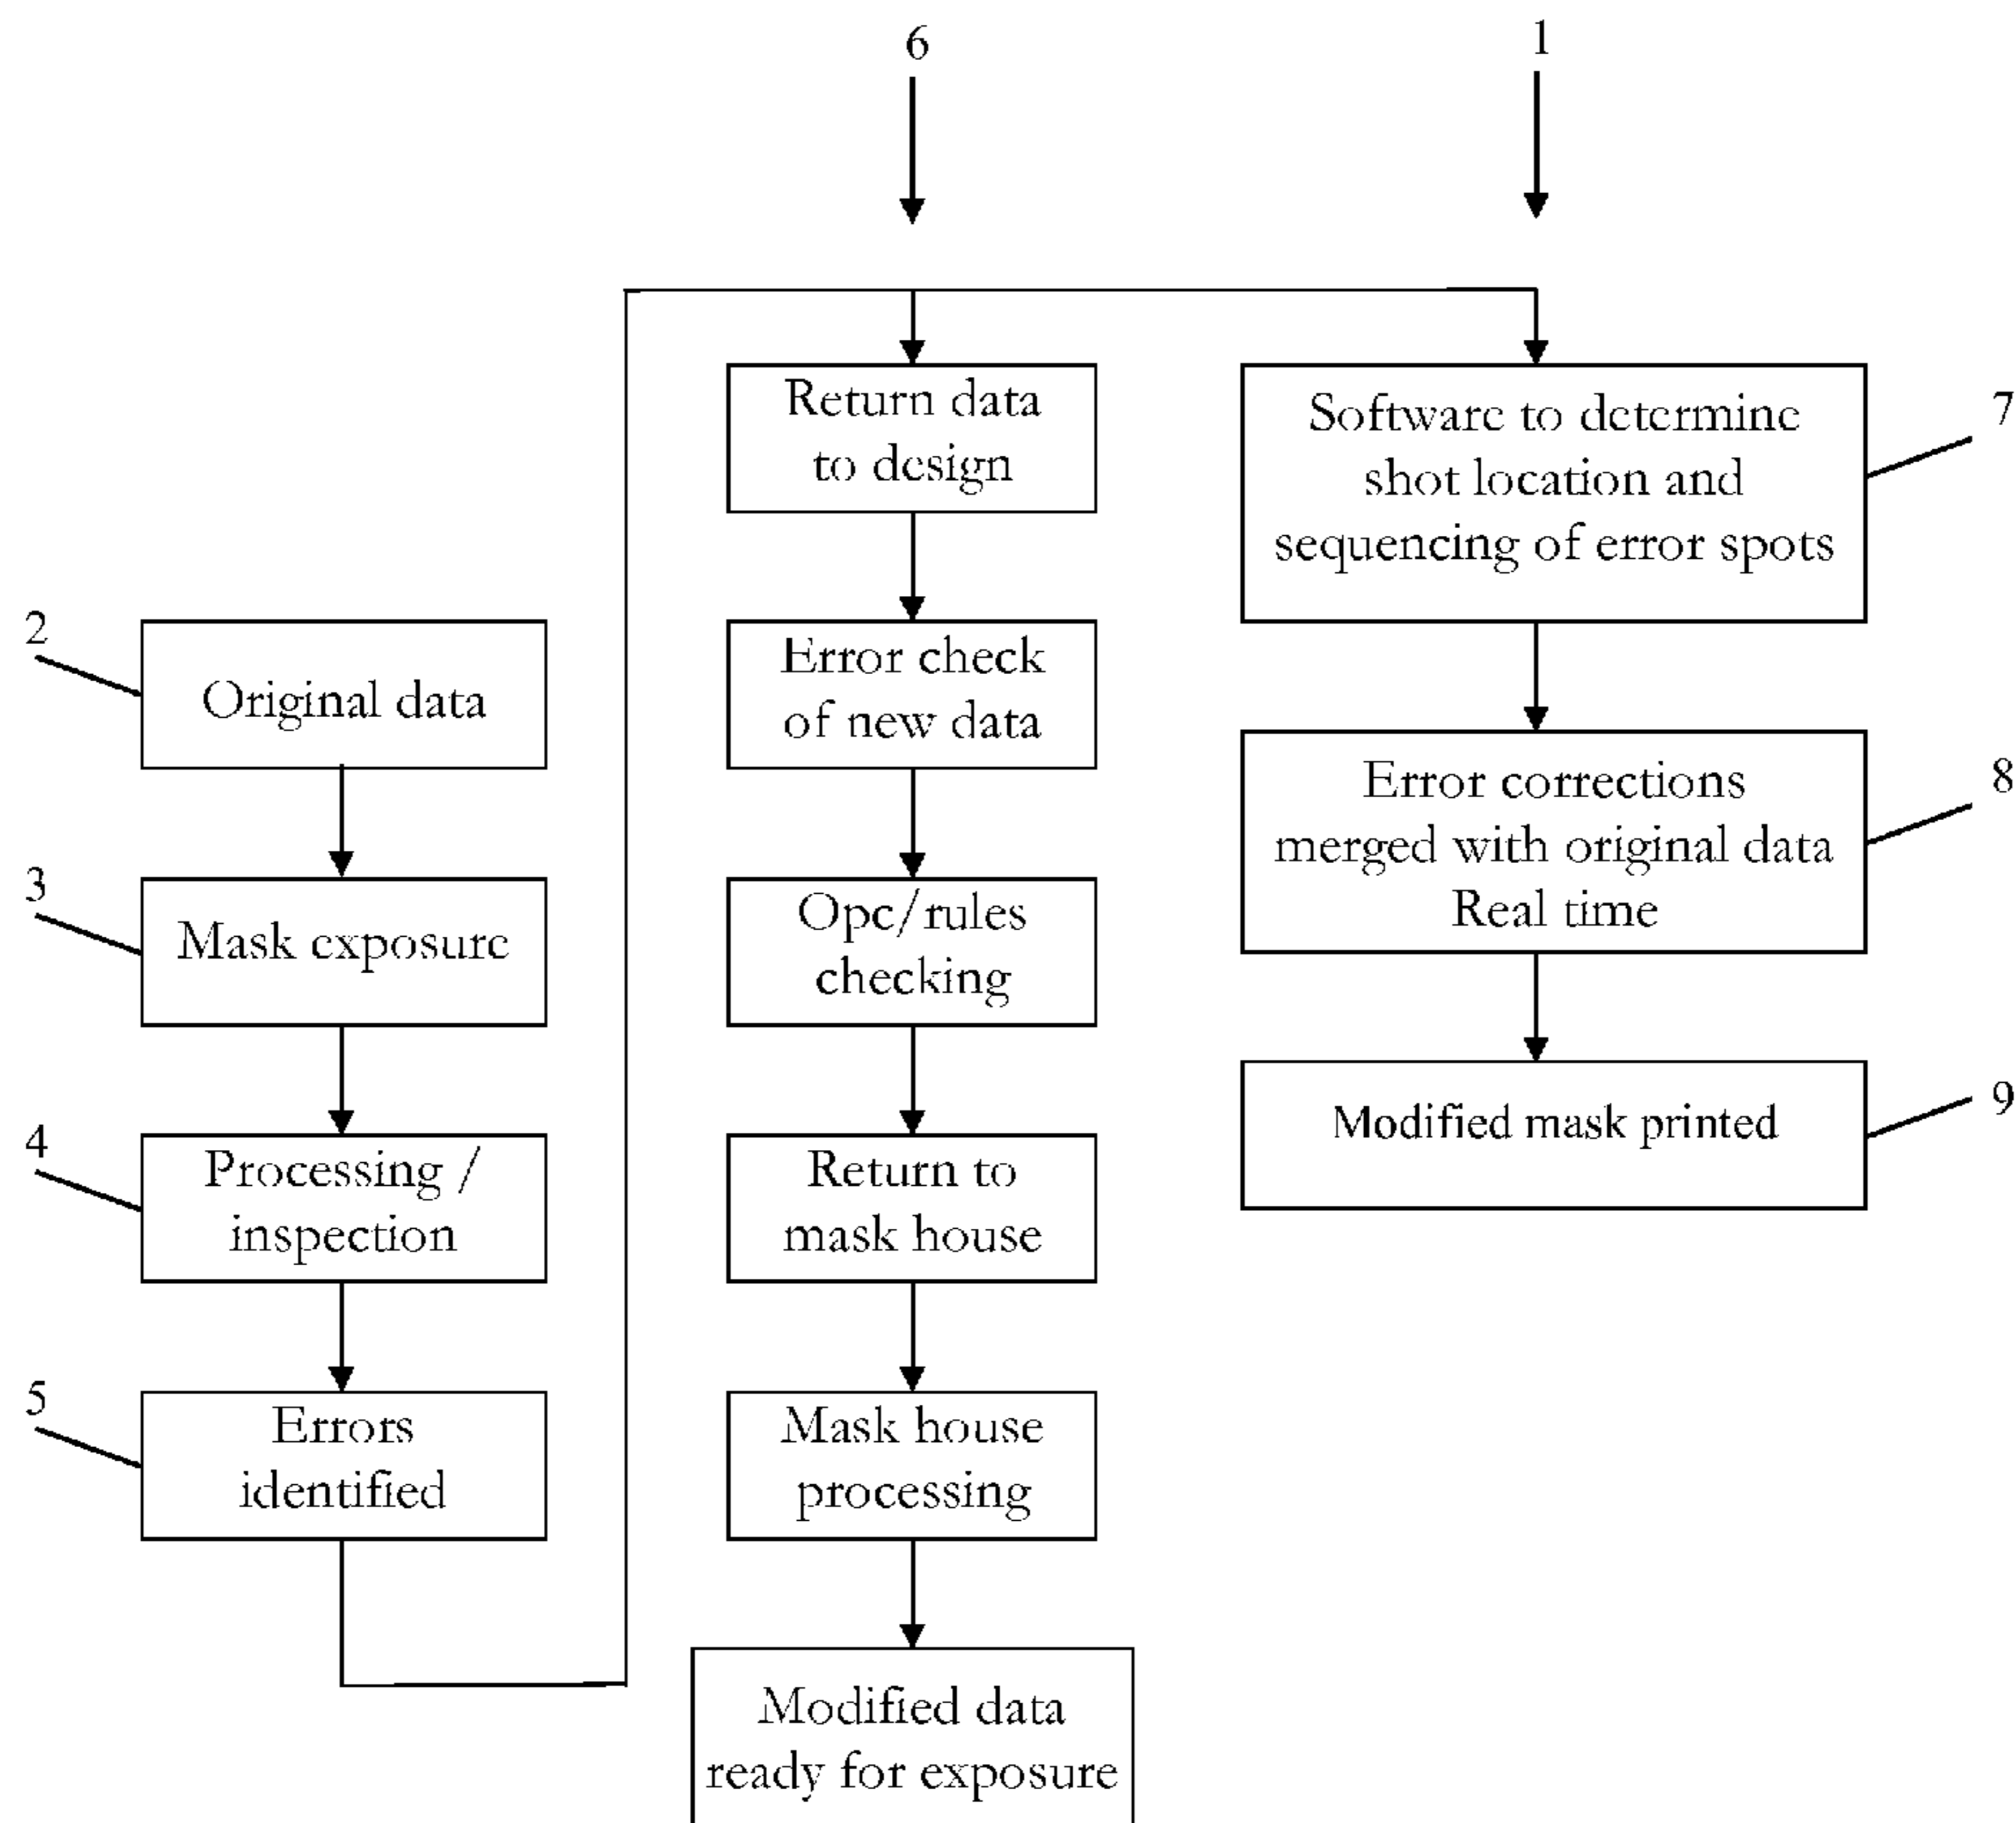 6
1
2
Original data
3
Mask exposure
4
Processing /
inspection
5
Errors
identified
Return data
to design
Error check
of new data
Opc/rules
checking
Return to
mask house
Mask house
processing
Modified data
ready for exposure
Software to determine
shot location and
sequencing of error spots
7
Error corrections
merged with original data
Real time
8
Modified mask printed
9